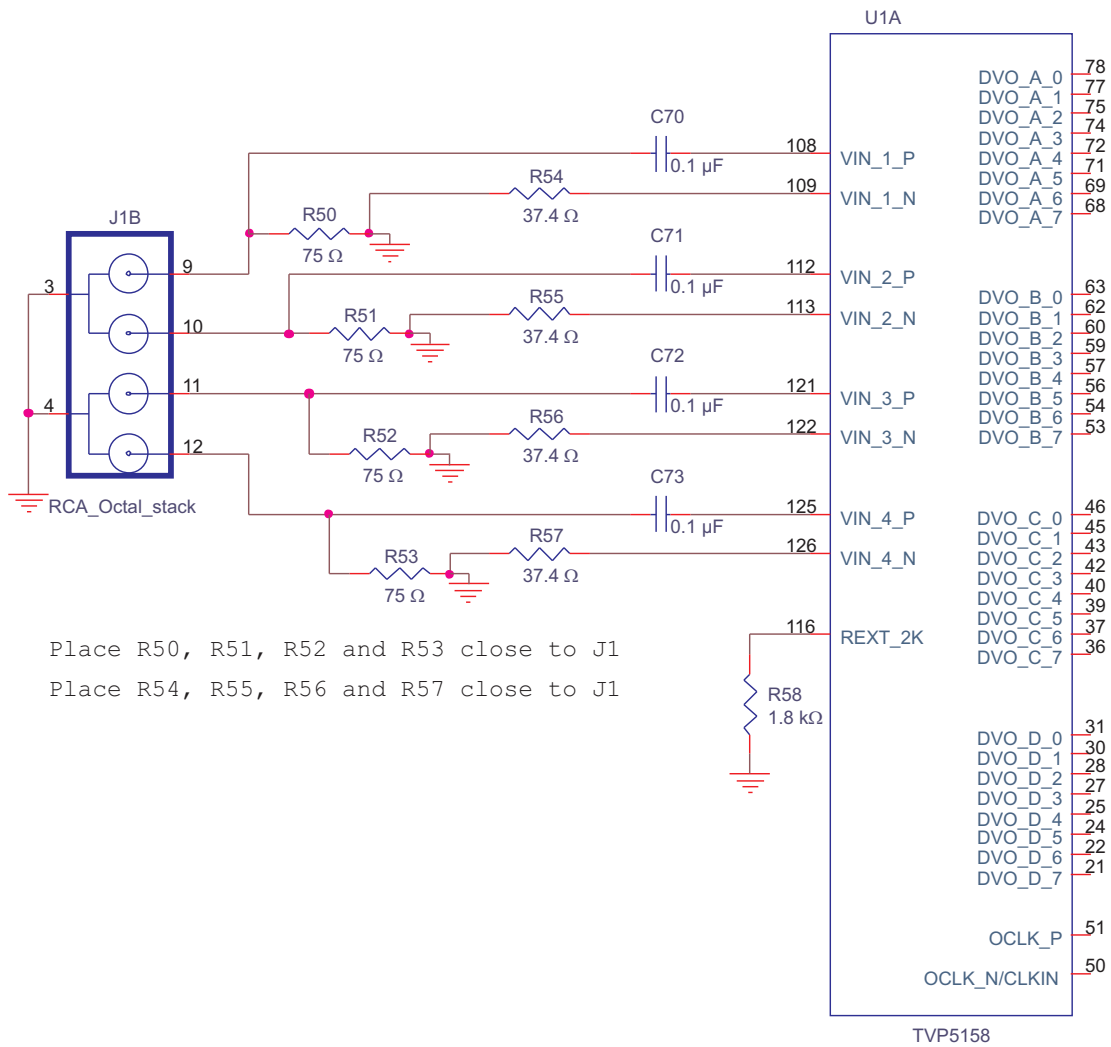 U1A
78
DVO_A_0
77
DVO_A_1
75
DVO_A_2
74
DVO_A_3
72
DVO_A_4
71
DVO_A_5
69
DVO_A_6
68
DVO_A_7
C70
0.1 µF
108
VIN_1_P
R54
37.4 Ω
109
VIN_1_N
J1B
R50
75 Ω
9
3
C71
0.1 µF
112
VIN_2_P
R55
37.4 Ω
113
VIN_2_N
10
R51
75 Ω
63
DVO_B_0
62
DVO_B_1
60
DVO_B_2
59
DVO_B_3
57
DVO_B_4
56
DVO_B_5
54
DVO_B_6
53
DVO_B_7
C72
0.1 µF
11
121
VIN_3_P
4
R56
37.4 Ω
122
VIN_3_N
12
R52
75 Ω
RCA_Octal_stack
C73
0.1 µF
125
VIN_4_P
R57
37.4 Ω
126
VIN_4_N
R53
75 Ω
46
DVO_C_0
45
DVO_C_1
43
DVO_C_2
42
DVO_C_3
40
DVO_C_4
39
DVO_C_5
37
DVO_C_6
36
DVO_C_7
116
REXT_2K
Place R50, R51, R52 and R53 close to J1
Place R54, R55, R56 and R57 close to J1
R58
1.8 kΩ
31
DVO_D_0
30
DVO_D_1
28
DVO_D_2
27
DVO_D_3
25
DVO_D_4
24
DVO_D_5
22
DVO_D_6
21
DVO_D_7
51
OCLK_P
50
OCLK_N/CLKIN
TVP5158